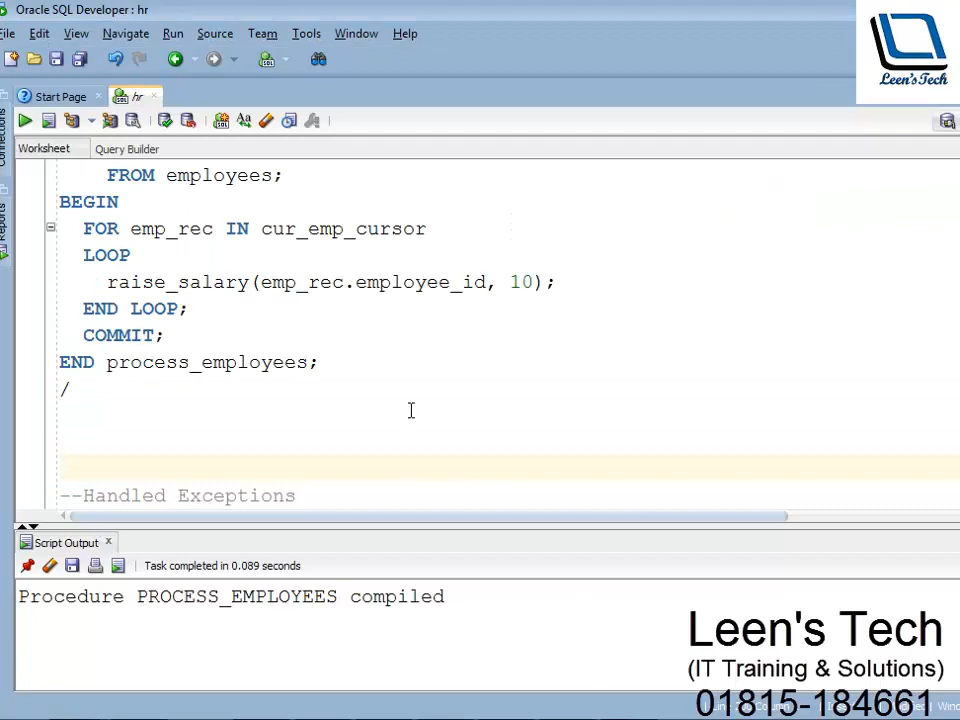 Oracle SQL Developer : hr
File Edit View Navigate Run Source Team Tools Window Help
Leen'sTech
Start Page
hr
Worksheet Query Builder
Connections
Reports
FROM employees;
BEGIN
FOR emp_rec IN cur_emp_cursor
LOOP
raise_salary(emp_rec.employee_id, 10);
END LOOP;
COMMIT;
END process_employees;
/
--Handled Exceptions
Script Output
Task completed in 0.089 seconds
Procedure PROCESS_EMPLOYEES compiled
Leen's Tech
(IT Training & Solutions)
01815-184661